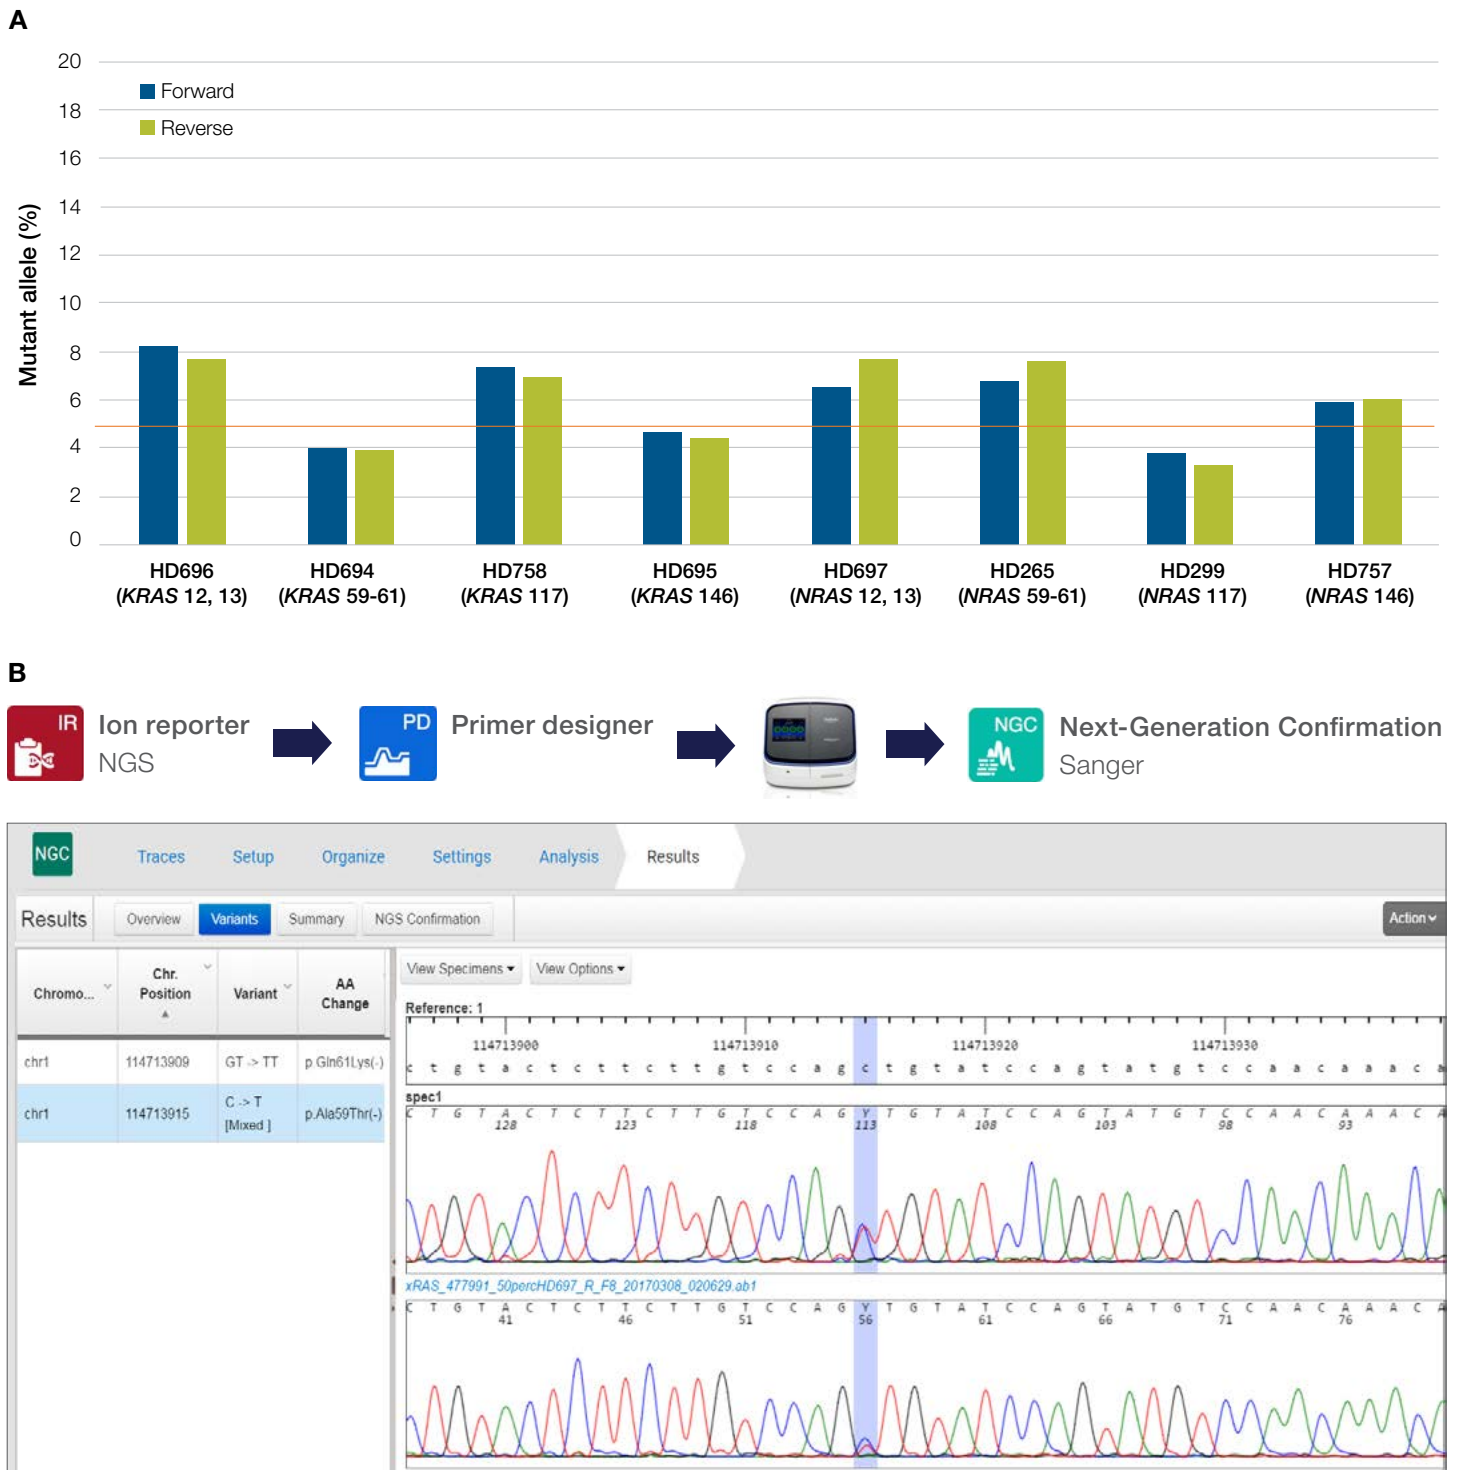 A
20
Forward
18
Reverse
16
14
12
10
8
6
4
2
0
Mutant allele (%)
HD696 HD694 HD758 HD695 HD697 HD265 HD299 HD757
(KRAS 12, 13) (KRAS 59-61) (KRAS 117) (KRAS 146) (NRAS 12, 13) (NRAS 59-61) (NRAS 117) (NRAS 146)
B
IR Ion reporter PD Primer designer NGC Next-Generation Confirmation
NGS Sanger
NGC Traces Setup Organize Settings Analysis Results
Results Overview Variants Summary NGS Confirmation Action
Chromo... Chr. Position Variant AA Change
View Specimens View Options
Reference: 1
114713900 114713910 114713920 114713930
c t g t a c t c t t c t t g t c c a g c t g t a t c c a g t a t g t c c a a c a a a c a
chr1 114713909 GT -> TT p.Gln61Lys(-)
chr1 114713915 C -> T [Mixed ] p.Ala59Thr(-)
spec1
C T G T A C T C T T C T T G T C C A G Y T G T A T C C A G T A T G T C C A A C A A A C A
128 123 118 113 108 103 98 93
xRAS_477991_50percHD697_R_F8_20170308_020629.ab1
C T G T A C T C T T C T T G T C C A G Y T G T A T C C A G T A T G T C C A A C A A A C A
41 46 51 56 61 66 71 76